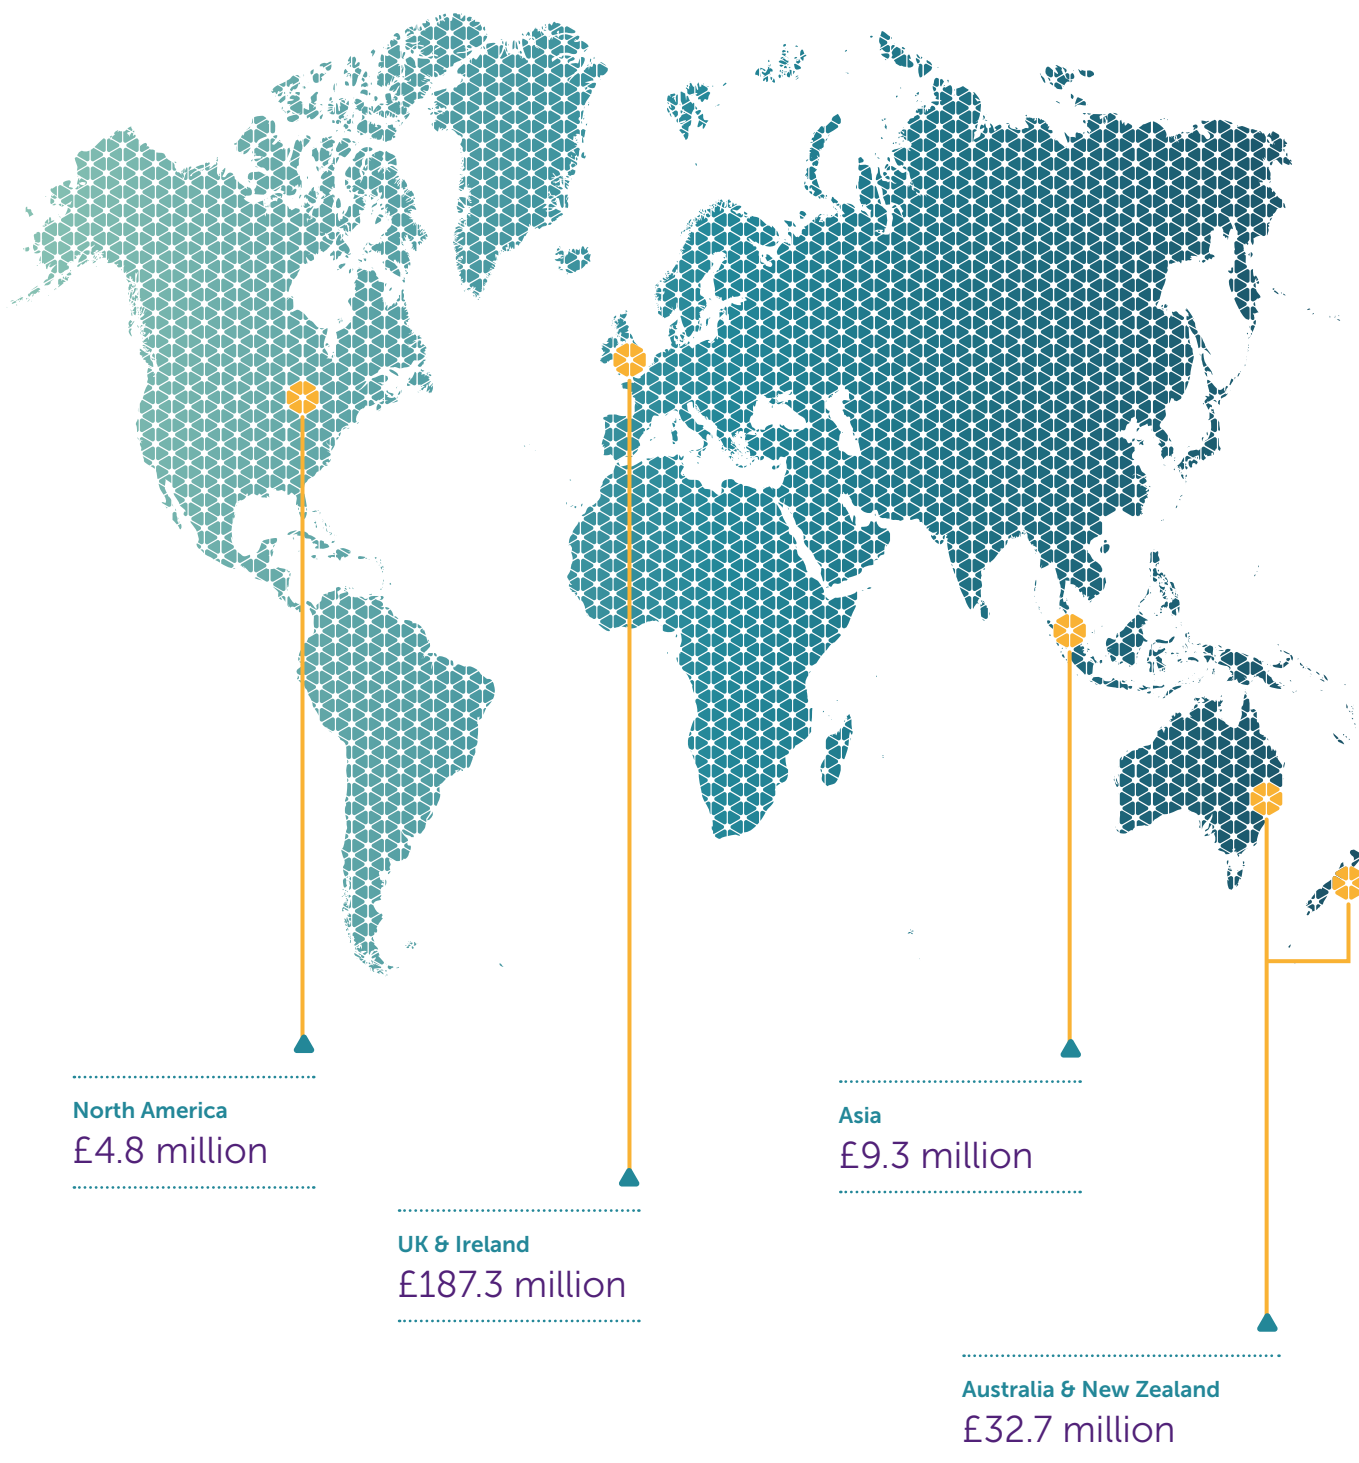 North America
£4.8 million
UK & Ireland
£187.3 million
Asia
£9.3 million
Australia & New Zealand
£32.7 million